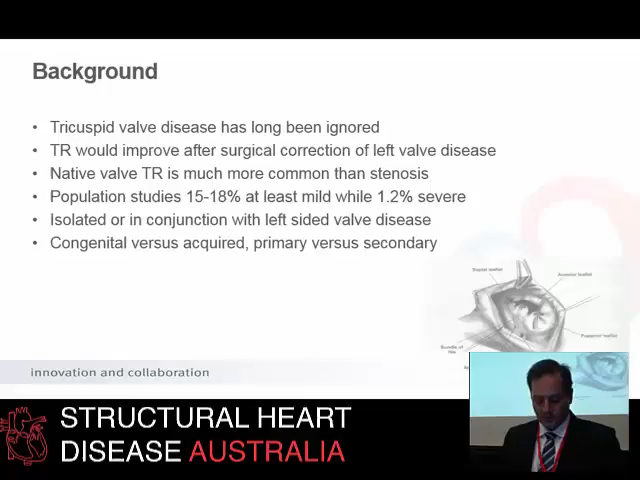 Background
• Tricuspid valve disease has long been ignored
• TR would improve after surgical correction of left valve disease
• Native valve TR is much more common than stenosis
• Population studies 15-18% at least mild while 1.2% severe
• Isolated or in conjunction with left sided valve disease
• Congenital versus acquired, primary versus secondary
Septal leaflet
Anterior leaflet
Posterior leaflet
Bundle of
His
innovation and collaboration
STRUCTURAL HEART
DISEASE AUSTRALIA